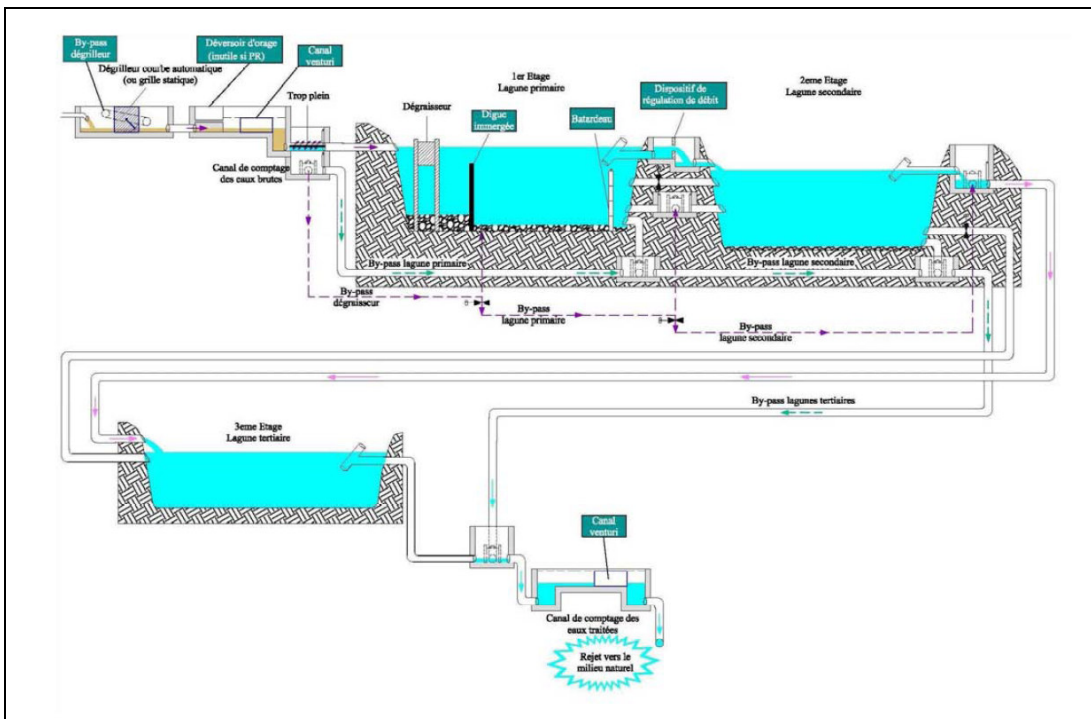 By-pass
dégrilleur
Déversoir d'orage
(inutile si PR)
Canal
venturi
Dégrilleur courbe automatique
(ou grille statique)
Trop plein
Canal de comptage
des eaux brutes
Dégraisseur
1er Etage
Lagune primaire
Digue
immergée
Batardeau
Dispositif de
régulation de débit
2eme Etage
Lagune secondaire
By-pass lagune primaire
By-pass lagune secondaire
By-pass
dégraisseur
By-pass
lagune primaire
By-pass
lagune secondaire
By-pass lagunes tertiaires
3eme Etage
Lagune tertiaire
Canal
venturi
Canal de comptage des
eaux traitées
Rejet vers le
milieu naturel